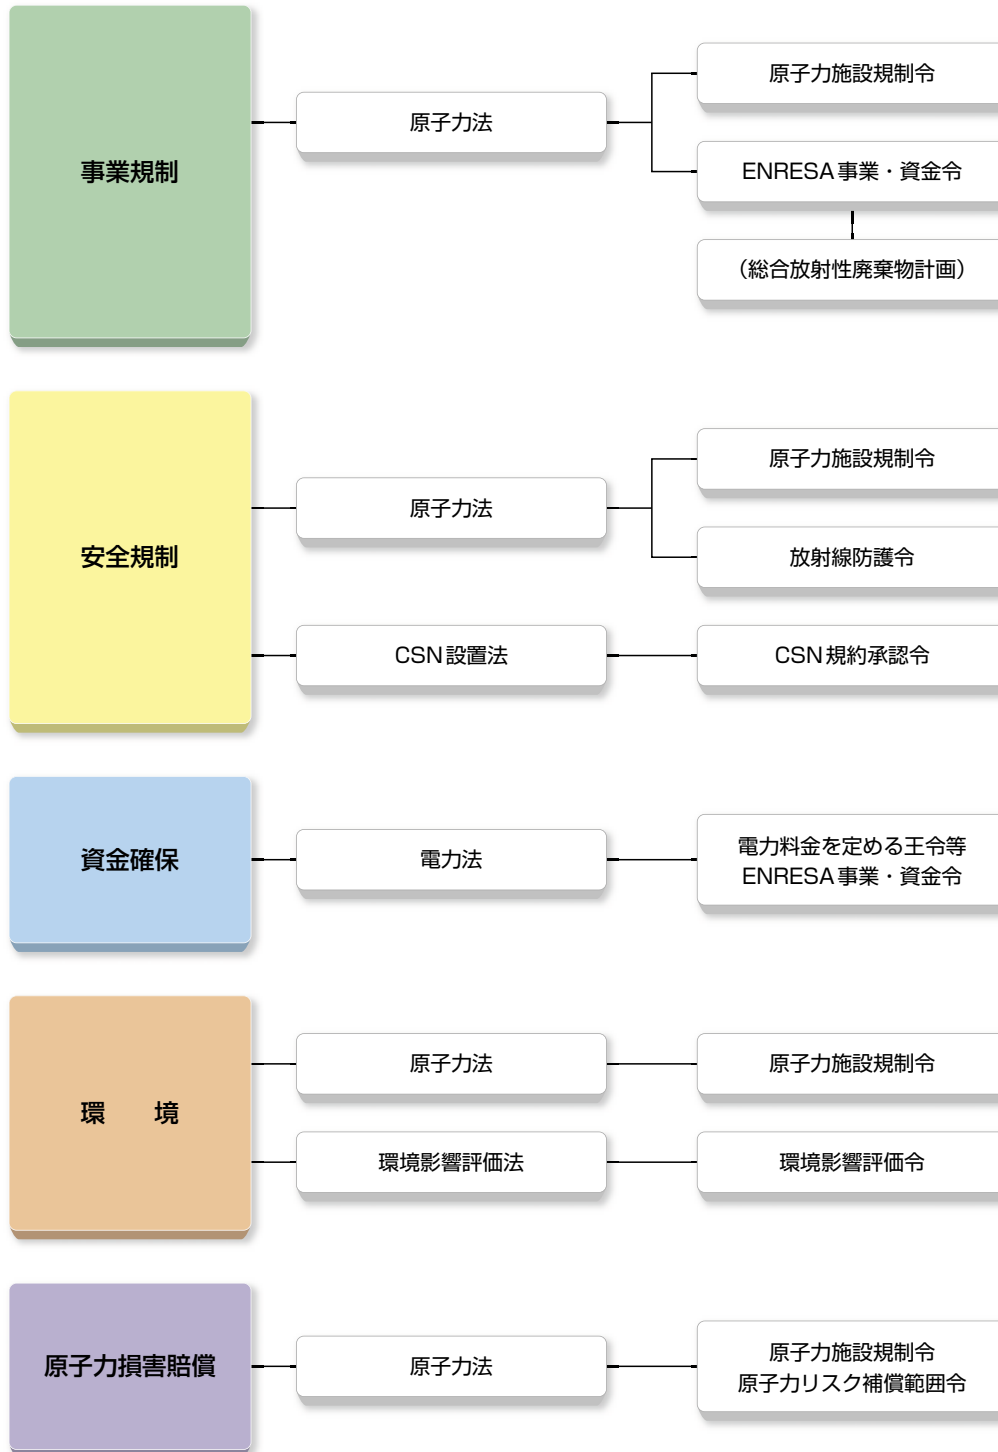 事業規制
原子力法
原子力施設規制令
ENRESA事業・資金令
（総合放射性廃棄物計画）
安全規制
原子力法
原子力施設規制令
放射線防護令
CSN設置法
CSN規約承認令
資金確保
電力法
電力料金を定める王令等
ENRESA事業・資金令
環　境
原子力法
原子力施設規制令
環境影響評価法
環境影響評価令
原子力損害賠償
原子力法
原子力施設規制令
原子力リスク補償範囲令